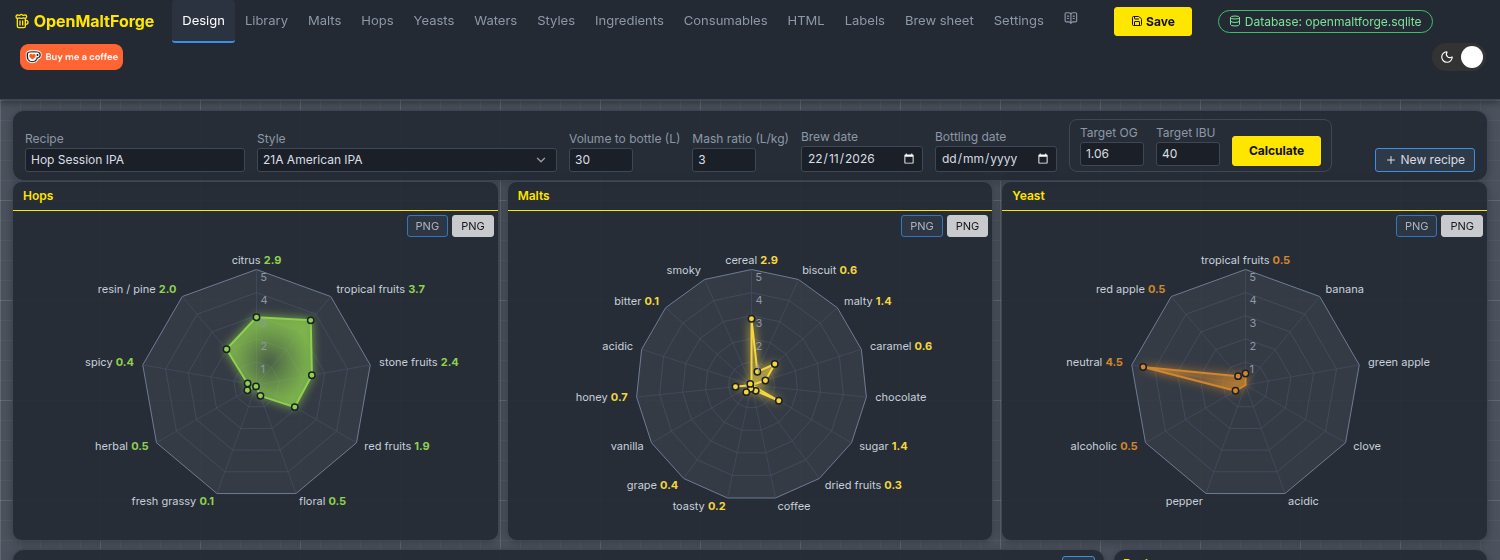 OpenMaltForge Design Library Malts Hops Yeasts Waters Styles Ingredients Consumables HTML Labels Brew sheet Settings Save Database: openmaltforge.sqlite
Buy me a coffee
Recipe Style Volume to bottle (L) Mash ratio (L/kg) Brew date Bottling date Target OG Target IBU
Hop Session IPA 21A American IPA 30 3 22/11/2026 dd/mm/yyyy 1.06 40 Calculate + New recipe
Hops
PNG PNG
citrus 2.9
5
resin / pine 2.0 tropical fruits 3.7
4
2
spicy 0.4 stone fruits 2.4
1
herbal 0.5 red fruits 1.9
fresh grassy 0.1 floral 0.5
Malts
PNG PNG
cereal 2.9
smoky biscuit 0.6
5
bitter 0.1 malty 1.4
4
3
acidic 2 caramel 0.6
honey 0.7 chocolate
vanilla sugar 1.4
grape 0.4 dried fruits 0.3
toasty 0.2 coffee
Yeast
PNG PNG
tropical fruits 0.5
5
red apple 0.5 banana
4
3
2
neutral 4.5 green apple
1
alcoholic 0.5 clove
pepper acidic